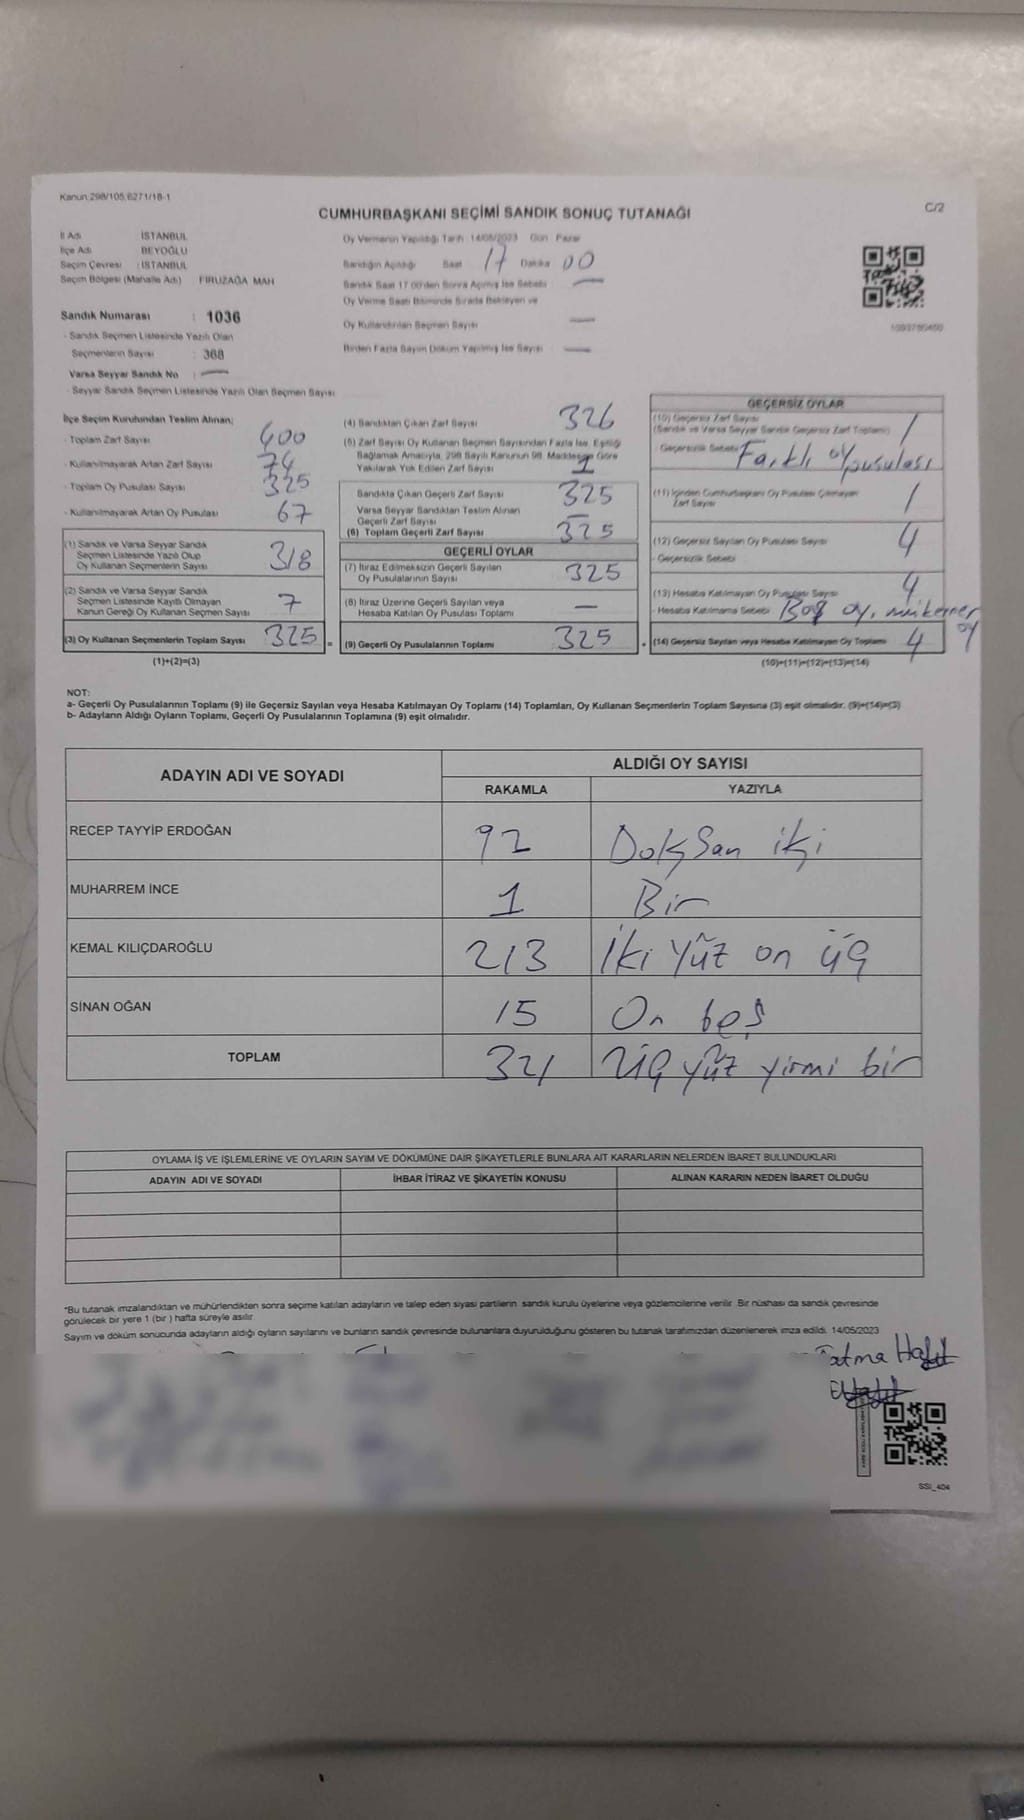 Kanun:298/105,6271/18-1
C/2
CUMHURBAŞKANI SEÇİMİ SANDIK SONUÇ TUTANAĞI
İl Adı : İSTANBUL
İlçe Adı : BEYOĞLU
Seçim Çevresi : İSTANBUL
Seçim Bölgesi (Mahalle Adı) FİRUZAĞA MAH
Sandık Numarası : 1036
- Sandık Seçmen Listesinde Yazılı Olan
Seçmenlerin Sayısı : 368
Varsa Seyyar Sandık No : —
- Seyyar Sandık Seçmen Listesinde Yazılı Olan Seçmen Sayısı
Oy Vermenin Yapıldığı Tarih :14/05/2023 Gün : Pazar
Sandığın Açıldığı Saat 17 Dakika 00
Sandık Saat 17.00'den Sonra Açılmış İse Sebebi —
Oy Verme Saati Bitiminde Sırada Bekleyen ve
Oy Kullandırılan Seçmen Sayısı —
Birden Fazla Sayım Döküm Yapılmış İse Sayısı —
İlçe Seçim Kurulundan Teslim Alınan;
- Toplam Zarf Sayısı 400
- Kullanılmayarak Artan Zarf Sayısı 74
- Toplam Oy Pusulası Sayısı 325
- Kullanılmayarak Artan Oy Pusulası 67
(1) Sandık ve Varsa Seyyar Sandık
Seçmen Listesinde Yazılı Olup
Oy Kullanan Seçmenlerin Sayısı 318
(2) Sandık ve Varsa Seyyar Sandık
Seçmen Listesinde Kayıtlı Olmayan
Kanun Gereği Oy Kullanan Seçmen Sayısı 7
(3) Oy Kullanan Seçmenlerin Toplam Sayısı 325 =
(1)+(2)=(3)
(4) Sandıktan Çıkan Zarf Sayısı 326
(5) Zarf Sayısı Oy Kullanan Seçmen Sayısından Fazla İse, Eşitliği
Sağlamak Amacıyla, 298 Sayılı Kanunun 98. Maddesine Göre
Yakılarak Yok Edilen Zarf Sayısı 1
Sandıkta Çıkan Geçerli Zarf Sayısı 325
Varsa Seyyar Sandıktan Teslim Alınan
Geçerli Zarf Sayısı —
(6) Toplam Geçerli Zarf Sayısı 325
GEÇERLİ OYLAR
(7) İtiraz Edilmeksizin Geçerli Sayılan
Oy Pusulalarının Sayısı 325
(8) İtiraz Üzerine Geçerli Sayılan veya
Hesaba Katılan Oy Pusulası Toplamı —
(9) Geçerli Oy Pusulalarının Toplamı 325 +
GEÇERSİZ OYLAR
(10) Geçersiz Zarf Sayısı
(Sandık ve Varsa Seyyar Sandık Geçersiz Zarf Toplamı) 1
Geçersizlik Sebebi Farklı oy pusulası
(11) İçinden Cumhurbaşkanı Oy Pusulası Çıkmayan
Zarf Sayısı 1
(12) Geçersiz Sayılan Oy Pusulası Sayısı 4
- Geçersizlik Sebebi
(13) Hesaba Katılmayan Oy Pusulası Sayısı 4
- Hesaba Katılmama Sebebi Boş oy, mükerrer
oy
(14) Geçersiz Sayılan veya Hesaba Katılmayan Oy Toplamı 4
(10)+(11)+(12)+(13)=(14)
NOT:
a- Geçerli Oy Pusulalarının Toplamı (9) ile Geçersiz Sayılan veya Hesaba Katılmayan Oy Toplamı (14) Toplamları, Oy Kullanan Seçmenlerin Toplam Sayısına (3) eşit olmalıdır. (9)+(14)=(3)
b- Adayların Aldığı Oyların Toplamı, Geçerli Oy Pusulalarının Toplamına (9) eşit olmalıdır.
ADAYIN ADI VE SOYADI
ALDIĞI OY SAYISI
RAKAMLA YAZIYLA
RECEP TAYYİP ERDOĞAN 92 Doksan iki
MUHARREM İNCE 1 Bir
KEMAL KILIÇDAROĞLU 213 İki yüz on üç
SİNAN OĞAN 15 On beş
TOPLAM 321 Üç yüz yirmi bir
OYLAMA İŞ VE İŞLEMLERİNE VE OYLARIN SAYIM VE DÖKÜMÜNE DAİR ŞİKAYETLERLE BUNLARA AİT KARARLARIN NELERDEN İBARET BULUNDUKLARI
ADAYIN ADI VE SOYADI İHBAR İTİRAZ VE ŞİKAYETİN KONUSU ALINAN KARARIN NEDEN İBARET OLDUĞU
*Bu tutanak imzalandıktan ve mühürlendikten sonra seçime katılan adayların ve talep eden siyasi partilerin sandık kurulu üyelerine veya gözlemcilerine verilir. Bir nüshası da sandık çevresinde
görülecek bir yere 1 (bir) hafta süreyle asılır.
Sayım ve döküm sonucunda adayların aldığı oyların sayılarını ve bunların sandık çevresinde bulunanlara duyurulduğunu gösteren bu tutanak tarafımızdan düzenlenerek imza edildi. 14/05/2023
Fatma
SSI_404